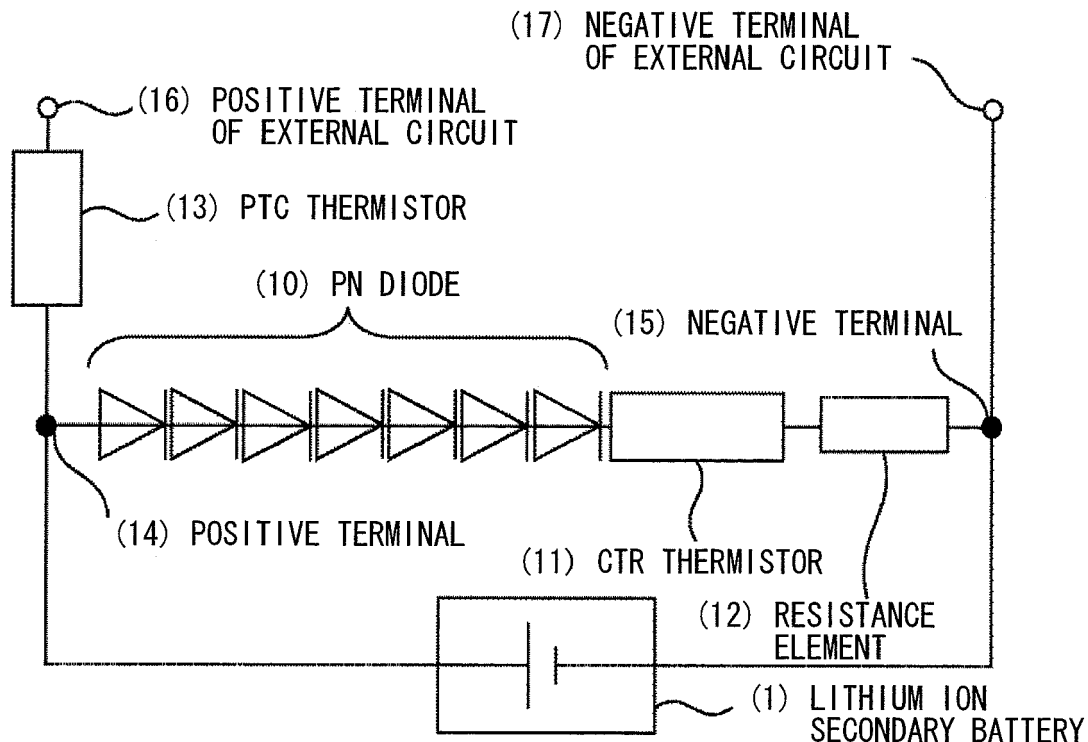 (17) NEGATIVE TERMINAL
OF EXTERNAL CIRCUIT
(16) POSITIVE TERMINAL
OF EXTERNAL CIRCUIT
(13) PTC THERMISTOR
(10) PN DIODE
(15) NEGATIVE TERMINAL
(14) POSITIVE TERMINAL
(11) CTR THERMISTOR
(12) RESISTANCE
ELEMENT
(1) LITHIUM ION
SECONDARY BATTERY